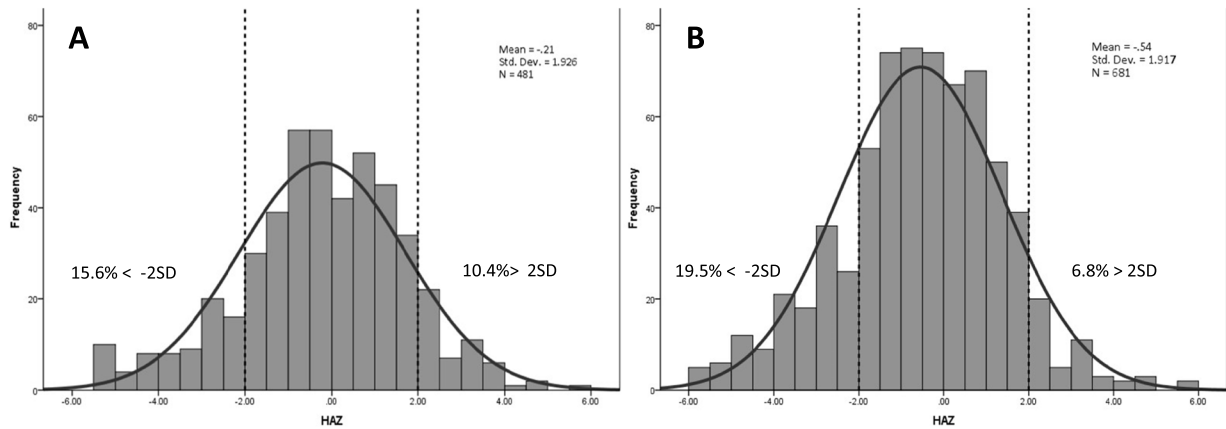 A
Mean = -.21
Std. Dev. = 1.926
N = 481
80
60
40
20
0
Frequency
15.6% < -2SD
10.4%> 2SD
-6.00 -4.00 -2.00 .00 2.00 4.00 6.00
HAZ
B
Mean = -.54
Std. Dev. = 1.917
N = 681
80
60
40
20
0
Frequency
19.5% < -2SD
6.8% > 2SD
-6.00 -4.00 -2.00 .00 2.00 4.00 6.00
HAZ